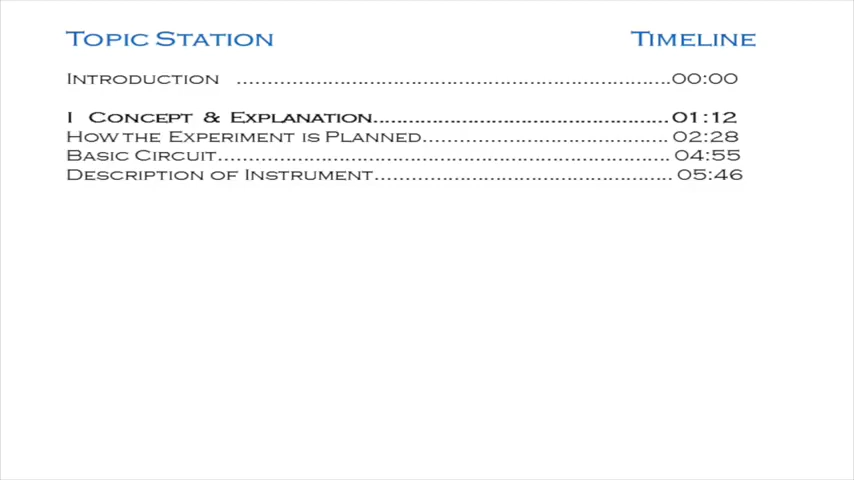 Topic Station Timeline
Introduction ......................................................................00:00
I Concept & Explanation................................................ 01:12
How the Experiment is Planned........................................ 02:28
Basic Circuit.......................................................................... 04:55
Description of Instrument................................................. 05:46